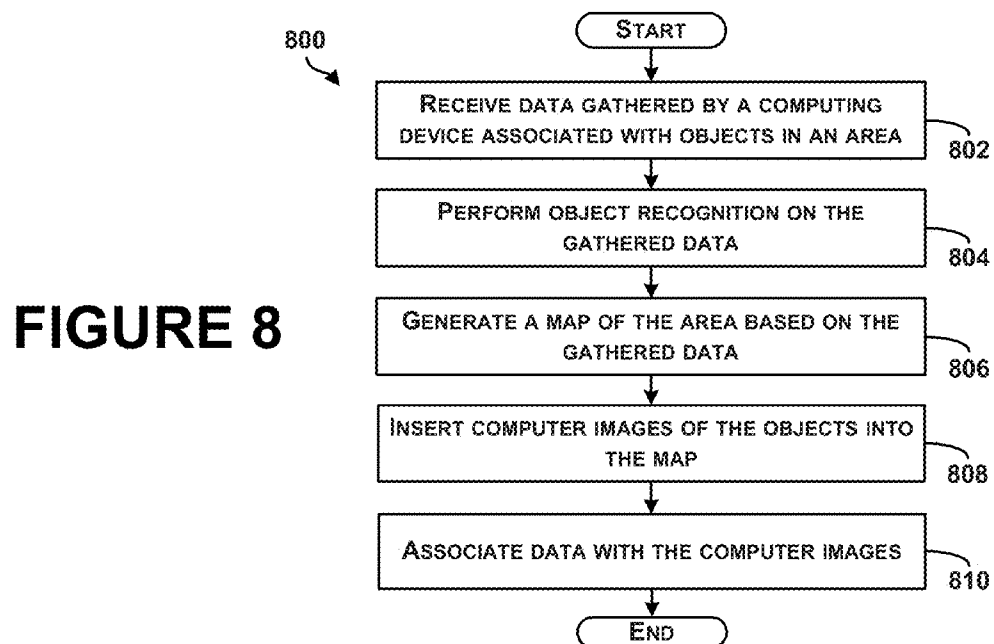 START
800
RECEIVE DATA GATHERED BY A COMPUTING
DEVICE ASSOCIATED WITH OBJECTS IN AN AREA
802
PERFORM OBJECT RECOGNITION ON THE
GATHERED DATA
804
FIGURE 8
GENERATE A MAP OF THE AREA BASED ON THE
GATHERED DATA
806
INSERT COMPUTER IMAGES OF THE OBJECTS INTO
THE MAP
808
ASSOCIATE DATA WITH THE COMPUTER IMAGES
810
END